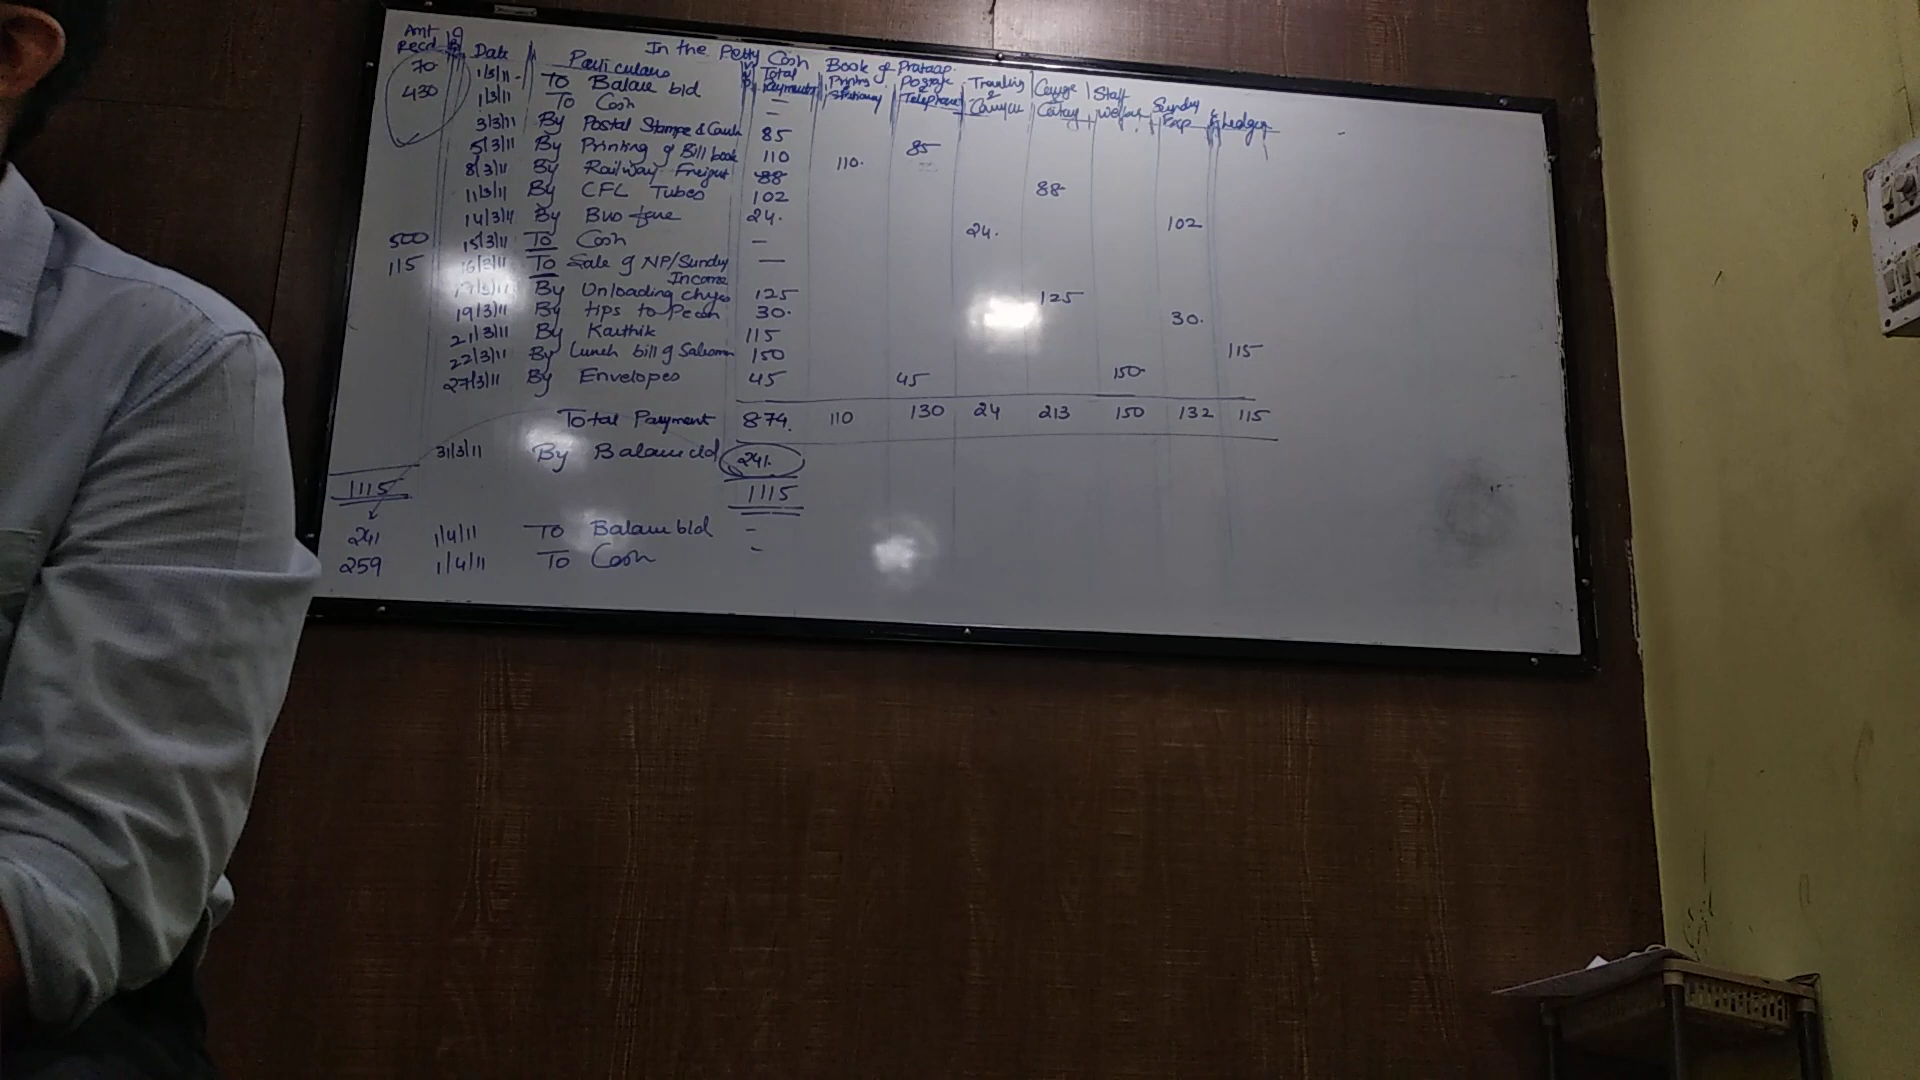 In the Petty Cash Book of Prataap.
Amt Recd Date Particulars Total Payments Printing & Stationery Postage & Telephone Travelling & Staff Sundry Exp Ledger
70 1/3/11 To Balance b/d —
430 1/3/11 To Cash —
3/3/11 By Postal Stamps & 85 85
5/3/11 By Printing of Bill book 110 110.
8/3/11 By Railway Freight 88 88
11/3/11 By CFL Tubes 102 102
14/3/11 By Bus fare 24. 24.
500 15/3/11 To Cash —
115 16/3/11 To Sale of NP/Sundry Income —
17/3/11 By Unloading chges 125 125
19/3/11 By tips to Peon 30. 30.
21/3/11 By Karthik 115 115
22/3/11 By Lunch bill of 150 150
27/3/11 By Envelopes 45 45
Total Payment 874. 110 130 24 213 150 132 115
31/3/11 By Balance c/d 241.
1115 1115
241 1/4/11 To Balance b/d -
259 1/4/11 To Cash -